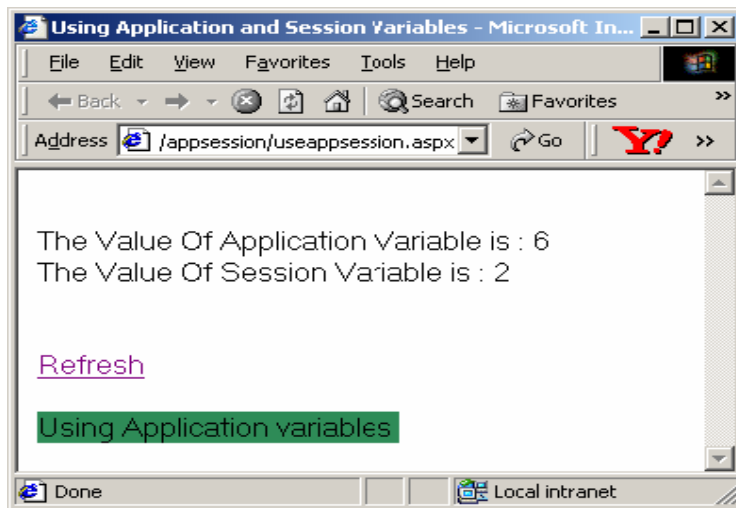 Using Application and Session Variables - Microsoft In...
File Edit View Favorites Tools Help
Back Search Favorites »
Address /appsession/useappsession.aspx Go Y! »
The Value Of Application Variable is : 6
The Value Of Session Variable is : 2
Refresh
Using Application variables
Done Local intranet